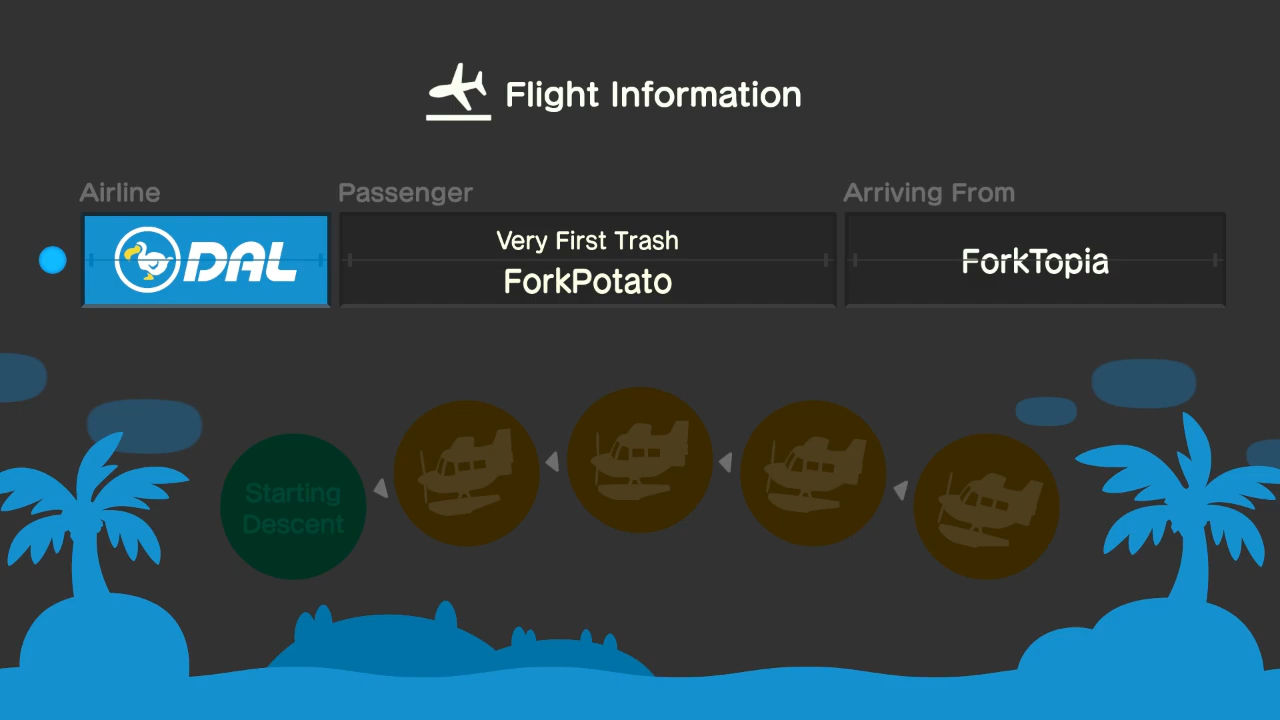 Flight Information
Airline
Passenger
Arriving From
DAL
Very First Trash
ForkPotato
ForkTopia
Starting
Descent